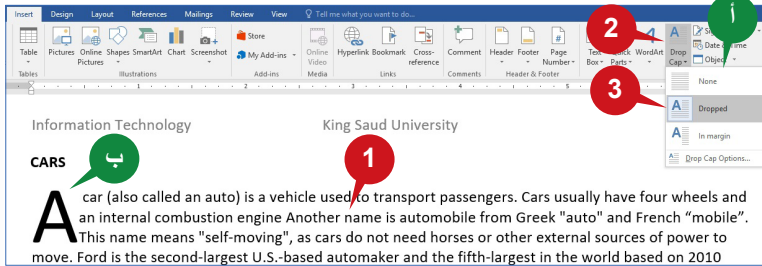 Insert Design Layout References Mailings Review View Tell me what you want to do...
Table Pictures Online Pictures Shapes SmartArt Chart Screenshot Store My Add-ins Online Video Hyperlink Bookmark Cross-reference Comment Header Footer Page Number Text Box Parts WordArt Drop Cap Date & Time Object
Tables Illustrations Add-ins Media Links Comments Header & Footer
أ
2
None
3
Dropped
In margin
Drop Cap Options...
1 2 3 4 5
Information Technology King Saud University
CARS
ب
1
A car (also called an auto) is a vehicle used to transport passengers. Cars usually have four wheels and
an internal combustion engine Another name is automobile from Greek "auto" and French “mobile”.
This name means "self-moving", as cars do not need horses or other external sources of power to
move. Ford is the second-largest U.S.-based automaker and the fifth-largest in the world based on 2010